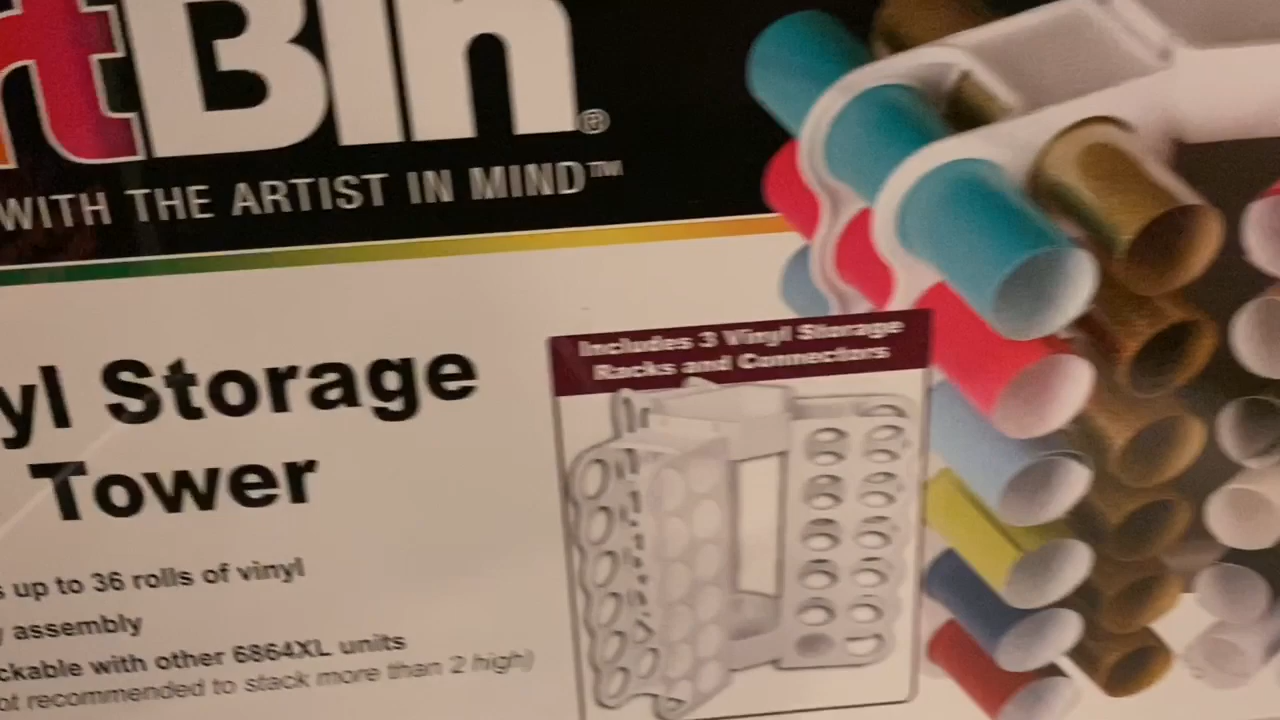 rtBin®
WITH THE ARTIST IN MIND™
yl Storage
Tower
Includes 3 Vinyl Storage
Racks and Connectors
s up to 36 rolls of vinyl
y assembly
ckable with other 6864XL units
ot recommended to stack more than 2 high)